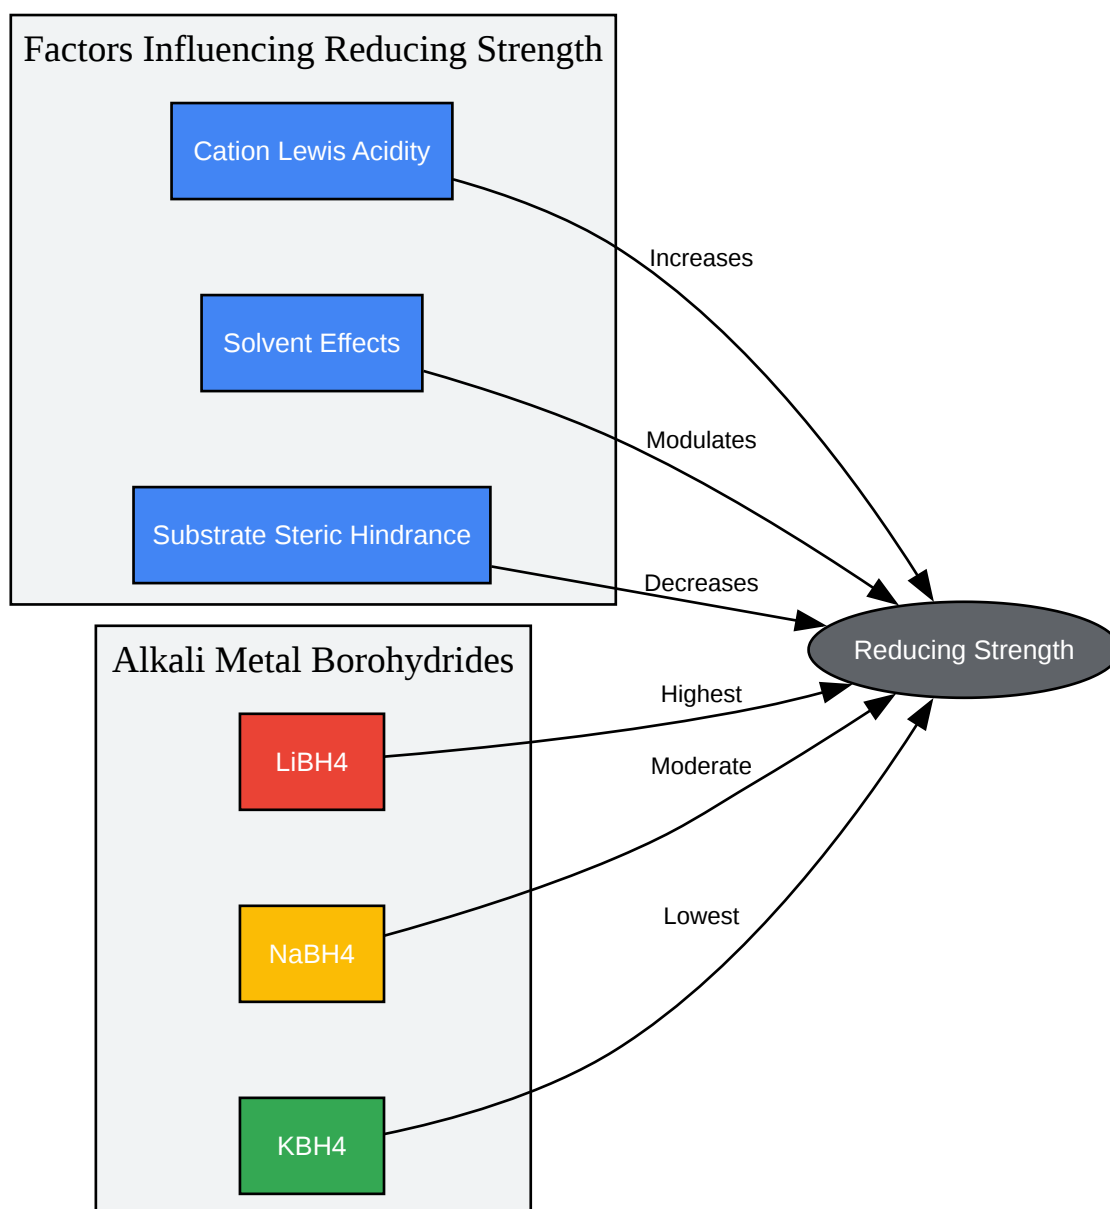 Factors Influencing Reducing Strength
Cation Lewis Acidity
Increases
Solvent Effects
Modulates
Substrate Steric Hindrance
Decreases
Reducing Strength
Alkali Metal Borohydrides
Highest
LiBH4
Moderate
NaBH4
Lowest
KBH4